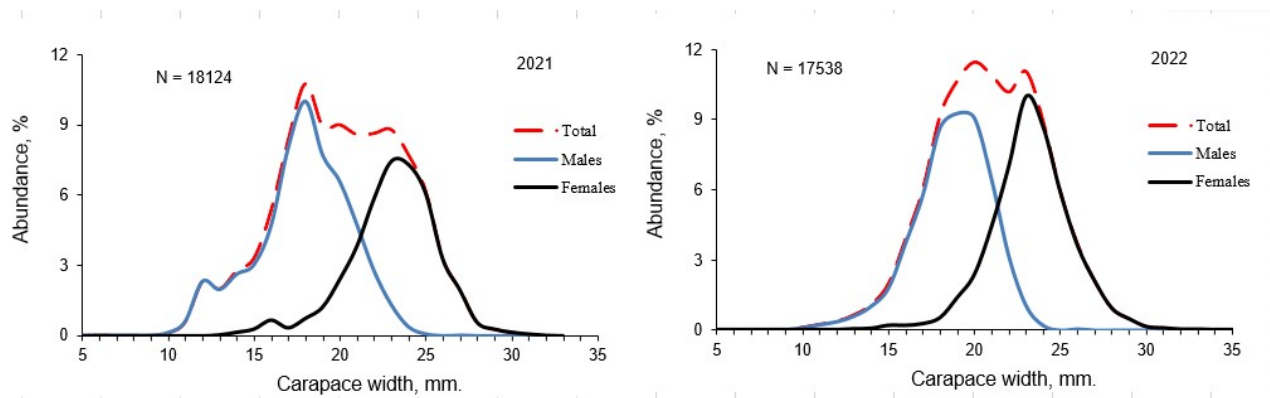 12
N = 18124
2021
9
Total
Males
Females
6
3
0
5 10 15 20 25 30 35
Carapace width, mm.
Abundance, %
12
N = 17538
2022
9
Total
Males
Females
6
3
0
5 10 15 20 25 30 35
Carapace width, mm.
Abundance, %